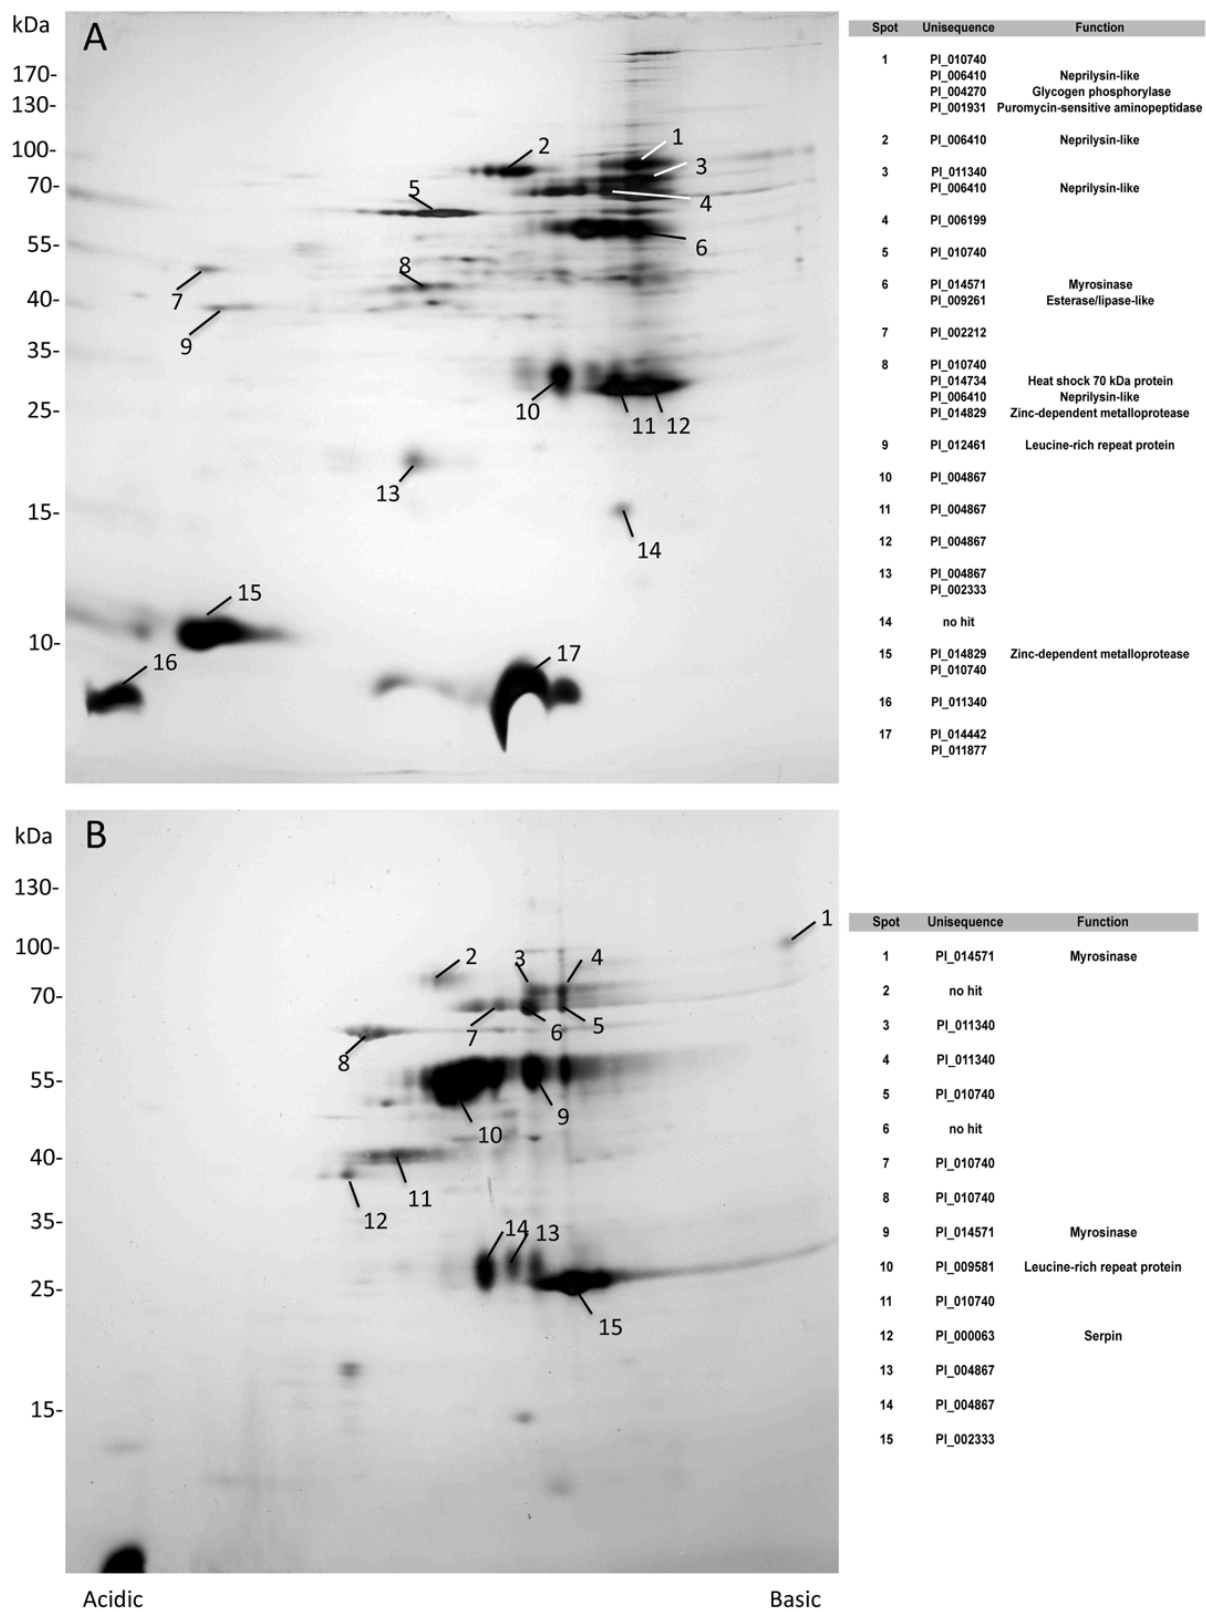 kDa
A
170-
130-
100-
70-
55-
40-
35-
25-
15-
10-
1
2
3
4
5
6
7
8
9
10
11 12
13
14
15
16
17
Spot Unisequence Function
1 PI_010740
PI_006410 Neprilysin-like
PI_004270 Glycogen phosphorylase
PI_001931 Puromycin-sensitive aminopeptidase
2 PI_006410 Neprilysin-like
3 PI_011340
PI_006410 Neprilysin-like
4 PI_006199
5 PI_010740
6 PI_014571 Myrosinase
PI_009261 Esterase/lipase-like
7 PI_002212
8 PI_010740
PI_014734 Heat shock 70 kDa protein
PI_006410 Neprilysin-like
PI_014829 Zinc-dependent metalloprotease
9 PI_012461 Leucine-rich repeat protein
10 PI_004867
11 PI_004867
12 PI_004867
13 PI_004867
PI_002333
14 no hit
15 PI_014829 Zinc-dependent metalloprotease
PI_010740
16 PI_011340
17 PI_014442
PI_011877
kDa
B
130-
100-
70-
55-
40-
35-
25-
15-
1
2
3 4
7 6 5
8
9
10
11
12
14 13
15
Acidic Basic
Spot Unisequence Function
1 PI_014571 Myrosinase
2 no hit
3 PI_011340
4 PI_011340
5 PI_010740
6 no hit
7 PI_010740
8 PI_010740
9 PI_014571 Myrosinase
10 PI_009581 Leucine-rich repeat protein
11 PI_010740
12 PI_000063 Serpin
13 PI_004867
14 PI_004867
15 PI_002333